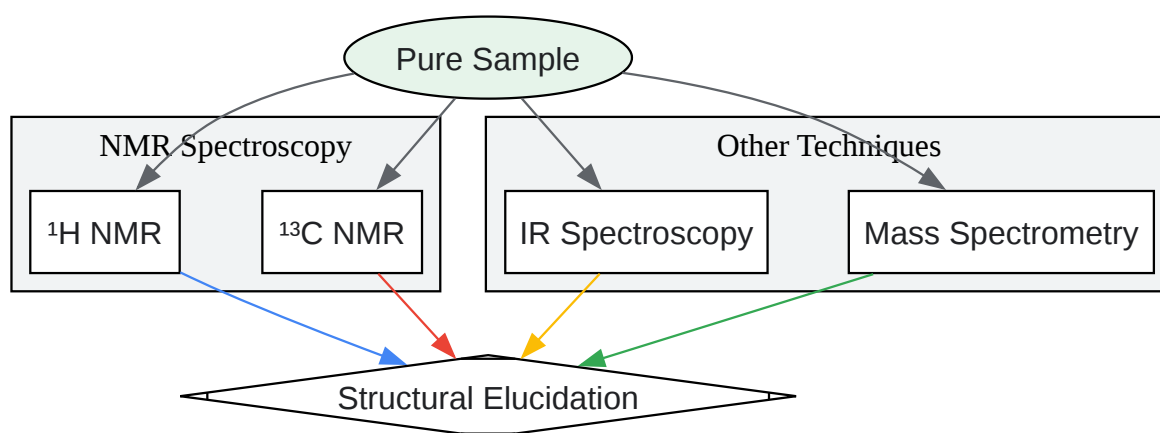 Pure Sample
NMR Spectroscopy
Other Techniques
¹H NMR
¹³C NMR
IR Spectroscopy
Mass Spectrometry
Structural Elucidation